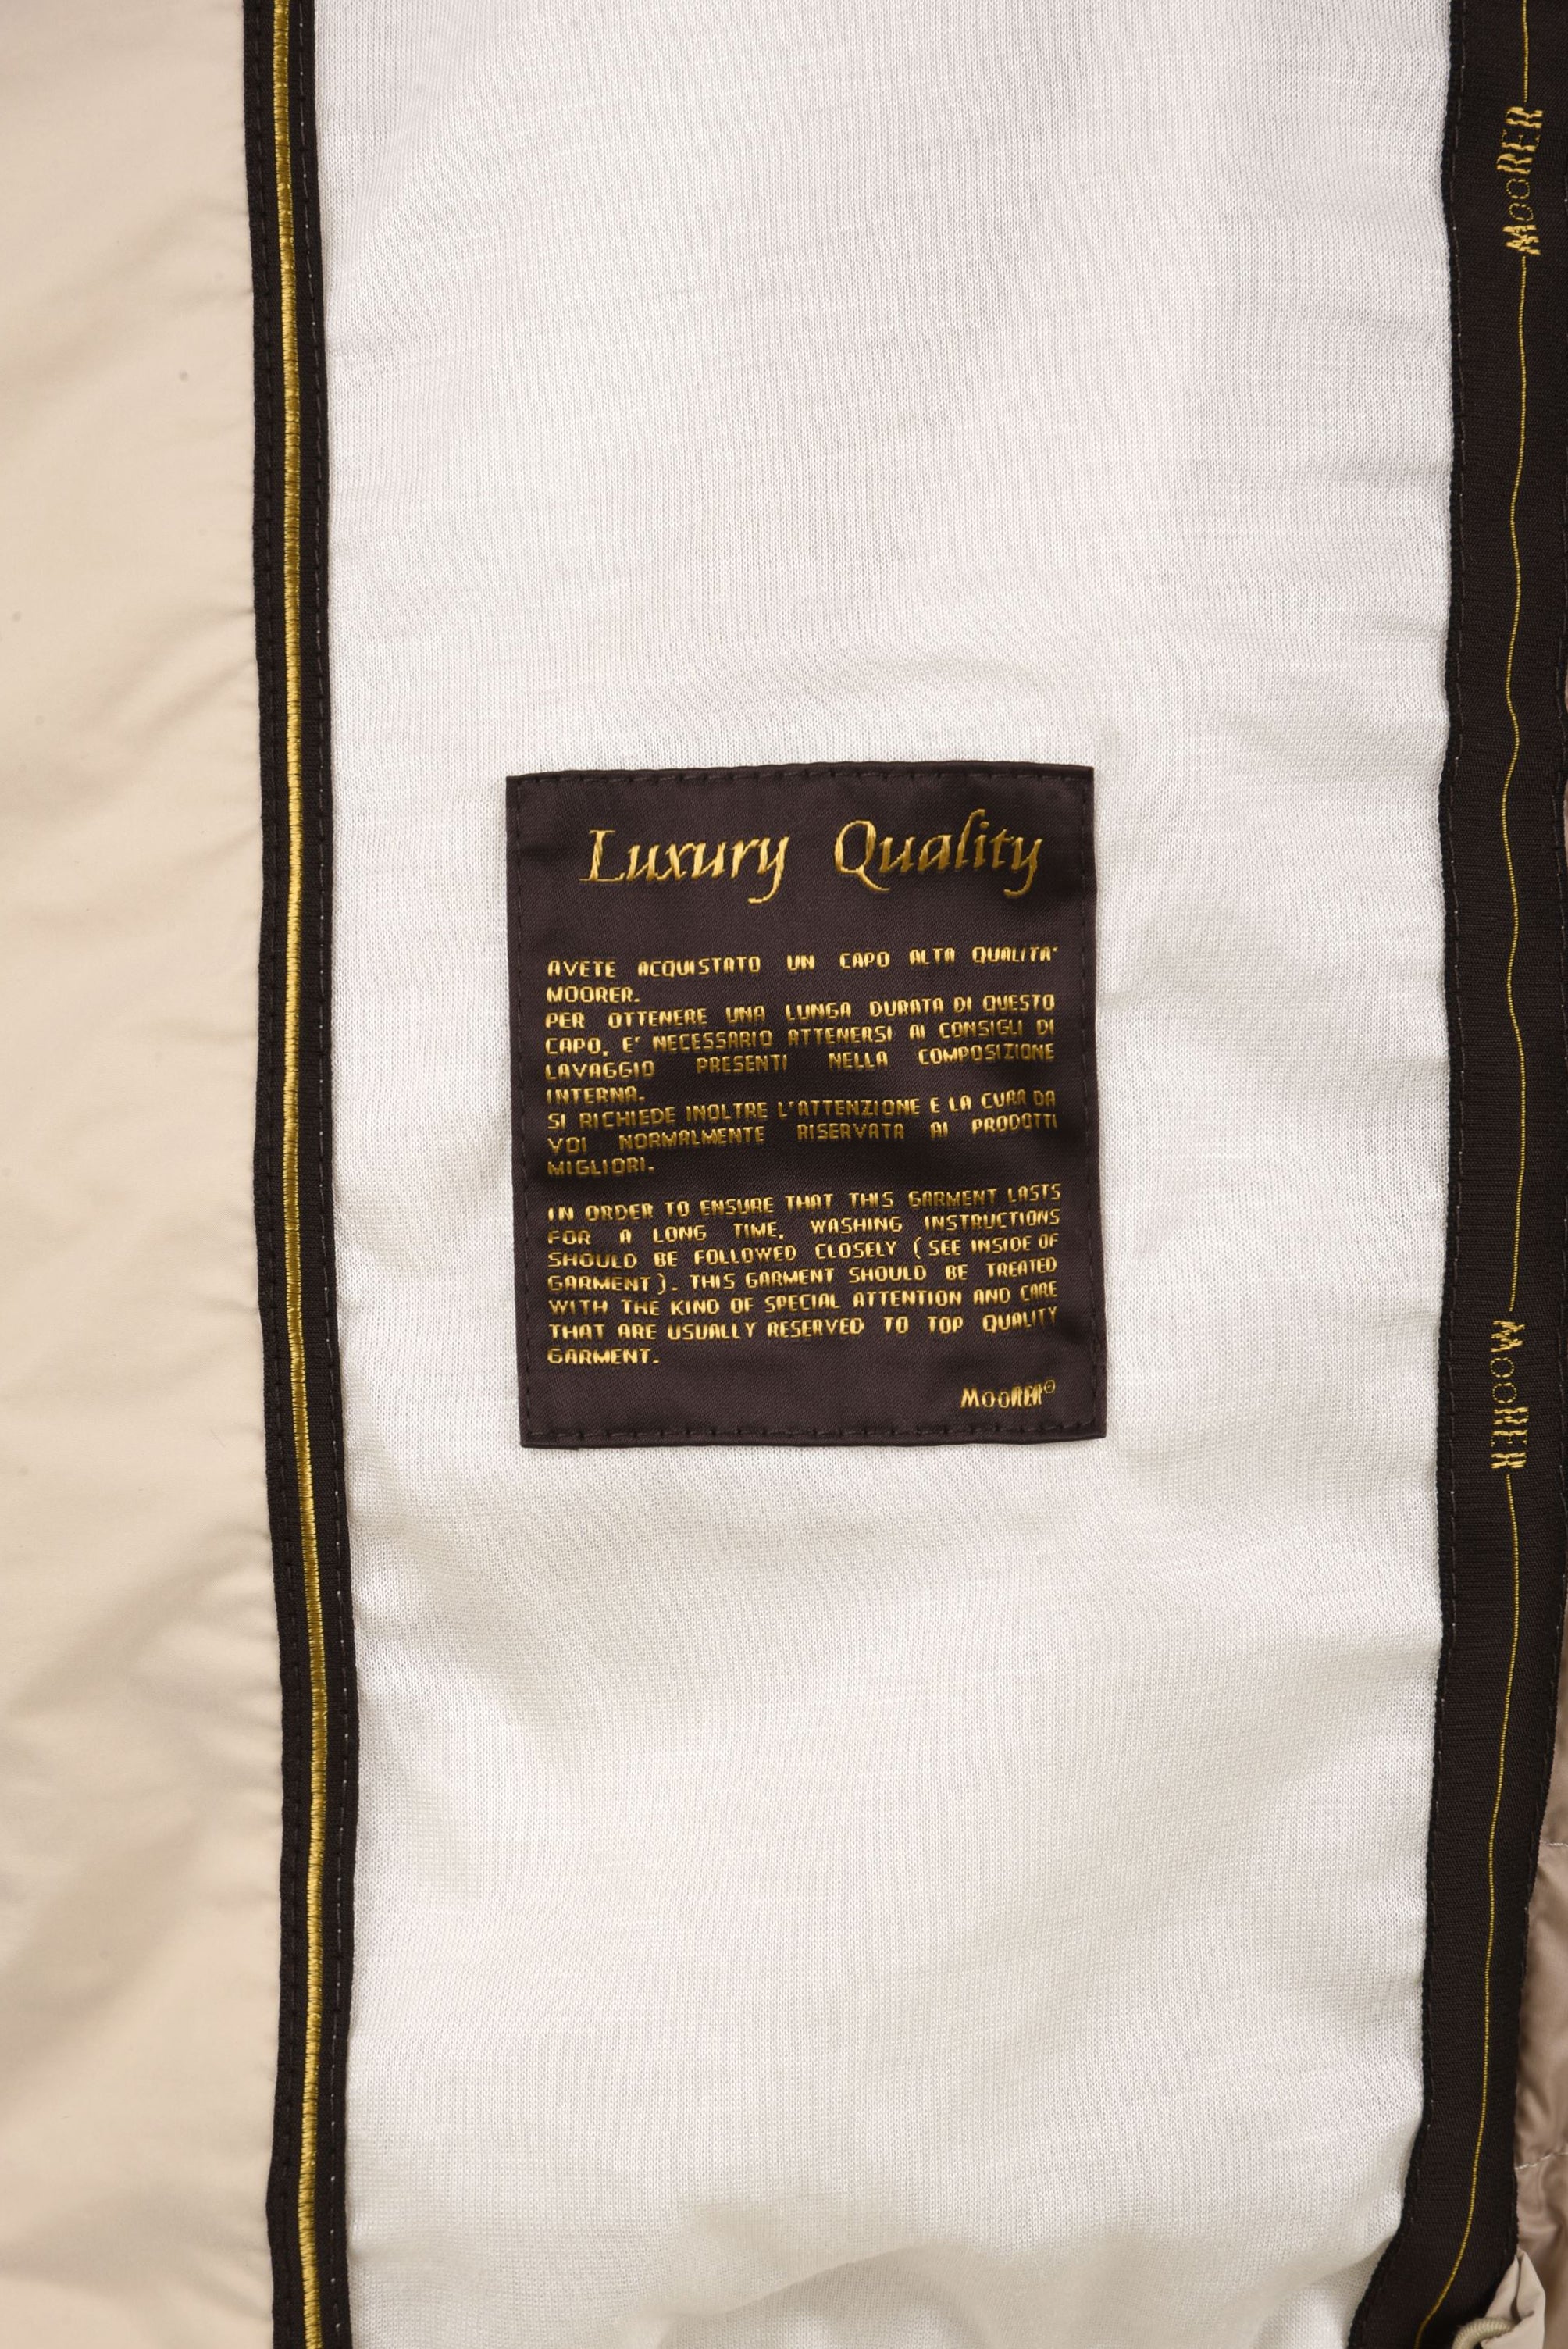 Luxury Quality
AVETE ACQUISTATO UN CAPO ALTA QUALITA'
MOORER.
PER OTTENERE UNA LUNGA DURATA DI QUESTO
CAPO, E' NECESSARIO ATTENERSI AI CONSIGLI DI
LAVAGGIO PRESENTI NELLA COMPOSIZIONE
INTERNA.
SI RICHIEDE INOLTRE L'ATTENZIONE E LA CURA DA
VOI NORMALMENTE RISERVATA AI PRODOTTI
MIGLIORI.
IN ORDER TO ENSURE THAT THIS GARMENT LASTS
FOR A LONG TIME, WASHING INSTRUCTIONS
SHOULD BE FOLLOWED CLOSELY (SEE INSIDE OF
GARMENT). THIS GARMENT SHOULD BE TREATED
WITH THE KIND OF SPECIAL ATTENTION AND CARE
THAT ARE USUALLY RESERVED TO TOP QUALITY
GARMENT.
MOORER®
MOORER
MOORER